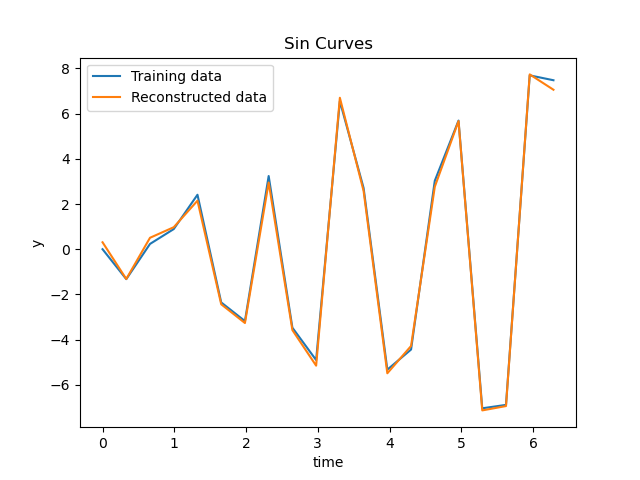 Sin Curves
Training data
Reconstructed data
8
6
4
2
0
−2
−4
−6
y
0 1 2 3 4 5 6
time